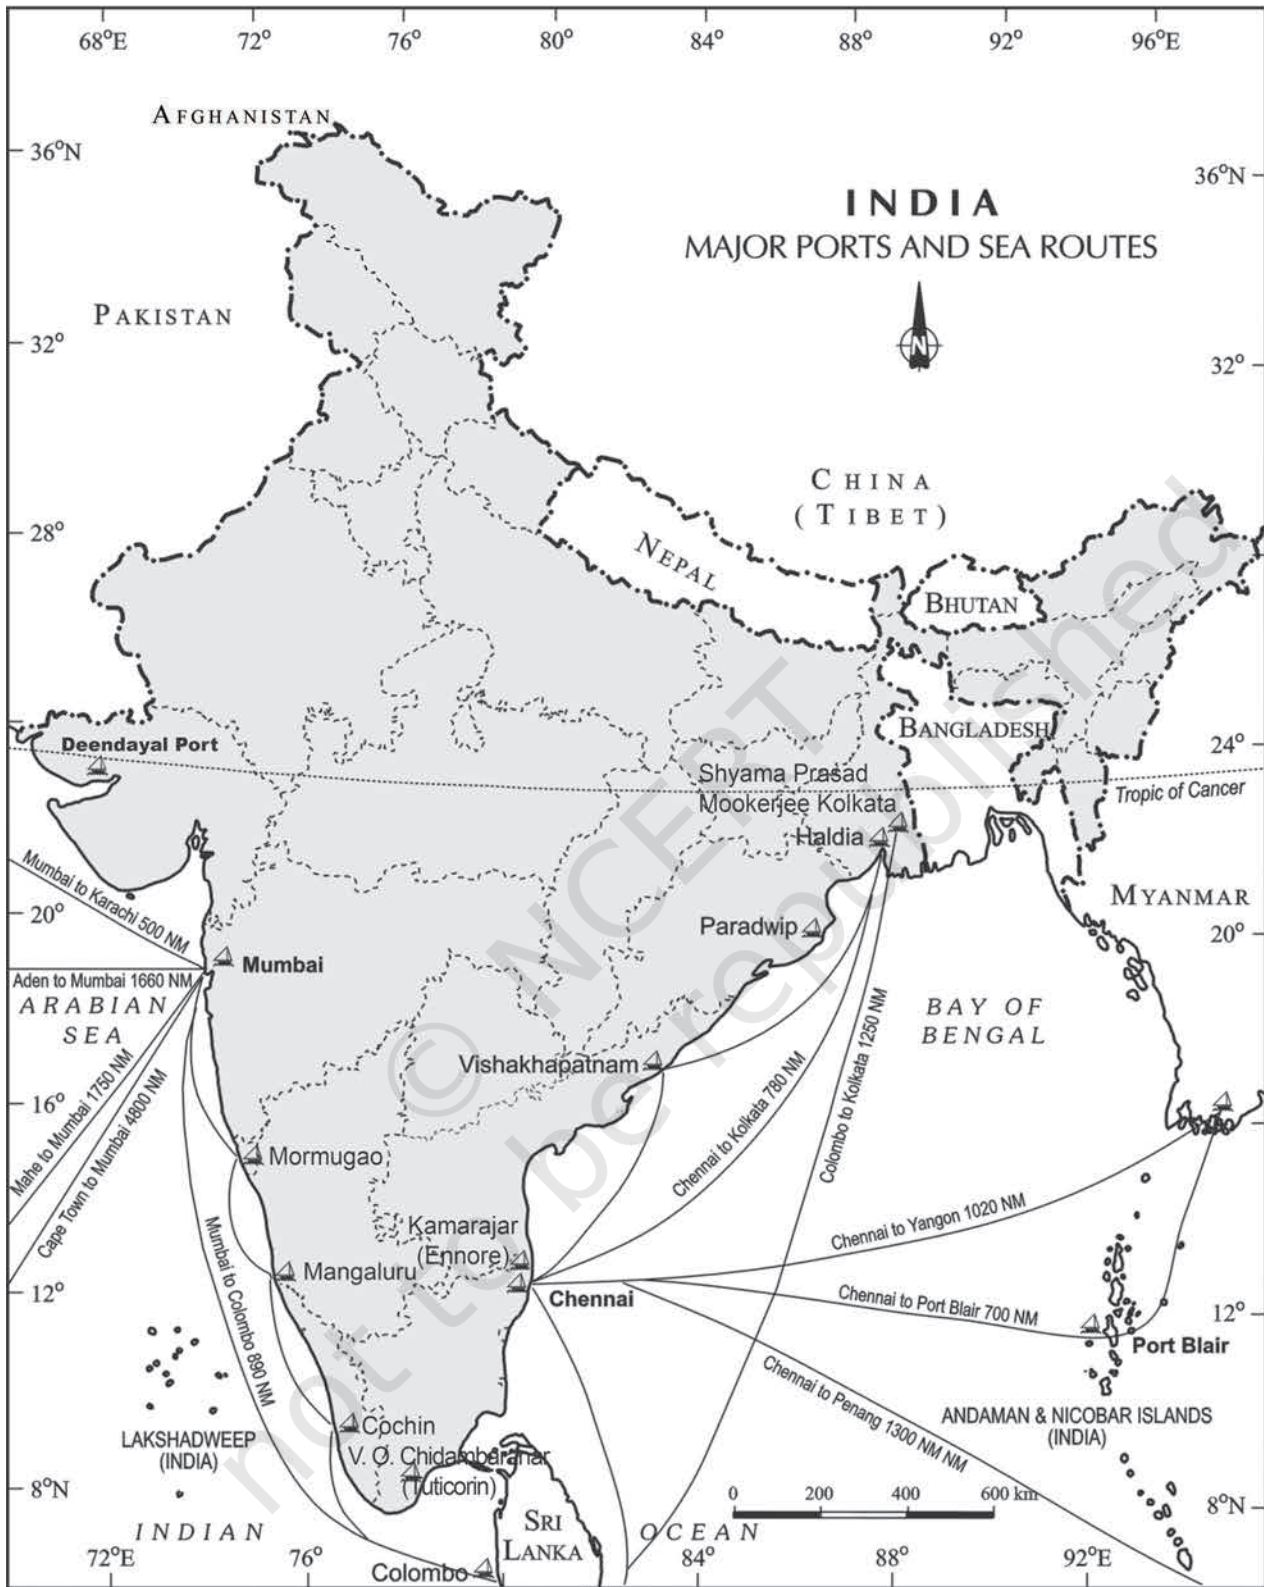 68°E 72° 76° 80° 84° 88° 92° 96°E
AFGHANISTAN
36°N
36°N
INDIA
MAJOR PORTS AND SEA ROUTES
N
PAKISTAN
32°
32°
CHINA
(TIBET)
28°
NEPAL
BHUTAN
BANGLADESH
Deendayal Port
24°
Shyama Prasad
Mookerjee Kolkata
Tropic of Cancer
Haldia
Mumbai to Karachi 500 NM
MYANMAR
20°
20°
Paradwip
Mumbai
Aden to Mumbai 1660 NM
ARABIAN
SEA
BAY OF
BENGAL
Mahe to Mumbai 1750 NM
Cape Town to Mumbai 4800 NM
Vishakhapatnam
Colombo to Kolkata 1250 NM
Chennai to Kolkata 780 NM
16°
Mormugao
Kamarajar
(Ennore)
Chennai to Yangon 1020 NM
Mangaluru
Mumbai to Colombo 890 NM
12°
Chennai
Chennai to Port Blair 700 NM
12°
Port Blair
Chennai to Penang 1300 NM NM
Cochin
LAKSHADWEEP
(INDIA)
ANDAMAN & NICOBAR ISLANDS
(INDIA)
V. O. Chidambaranar
(Tuticorin)
8°N
0 200 400 600 km
8°N
INDIAN
SRI
LANKA
OCEAN
Colombo
72°E 76° 84° 88° 92°E
© NCERT
not to be republished